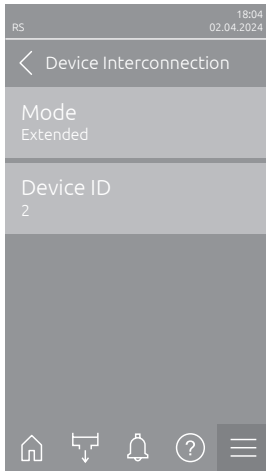 18:04
RS 02.04.2024
Device Interconnection
Mode
Extended
Device ID
2
?